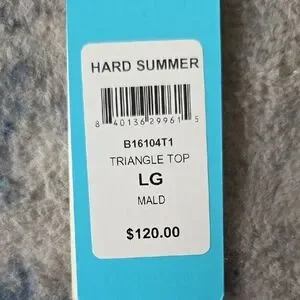 HARD SUMMER
8 40136 29961 5
B16104T1
TRIANGLE TOP
LG
MALD
$120.00